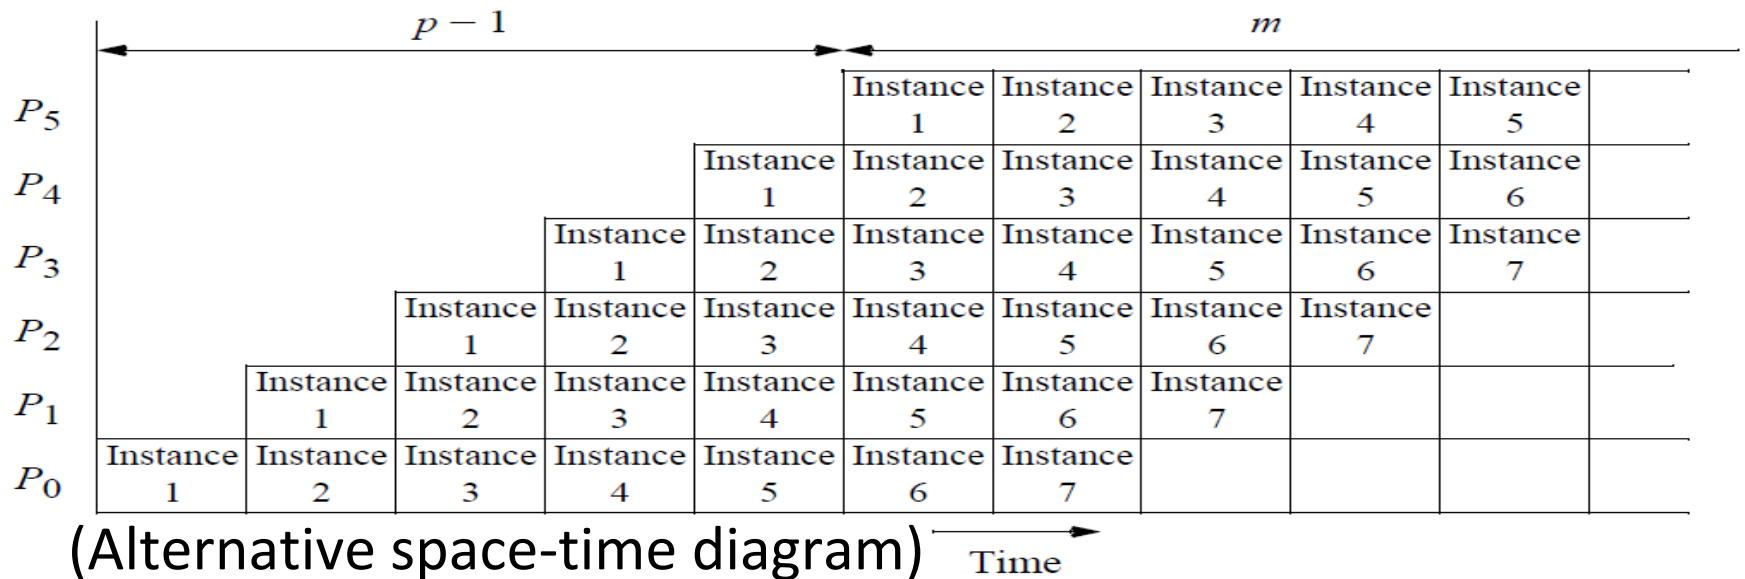 p − 1 m
P5 Instance 1 Instance 2 Instance 3 Instance 4 Instance 5
P4 Instance 1 Instance 2 Instance 3 Instance 4 Instance 5 Instance 6
P3 Instance 1 Instance 2 Instance 3 Instance 4 Instance 5 Instance 6 Instance 7
P2 Instance 1 Instance 2 Instance 3 Instance 4 Instance 5 Instance 6 Instance 7
P1 Instance 1 Instance 2 Instance 3 Instance 4 Instance 5 Instance 6 Instance 7
P0 Instance 1 Instance 2 Instance 3 Instance 4 Instance 5 Instance 6 Instance 7
(Alternative space-time diagram)
Time